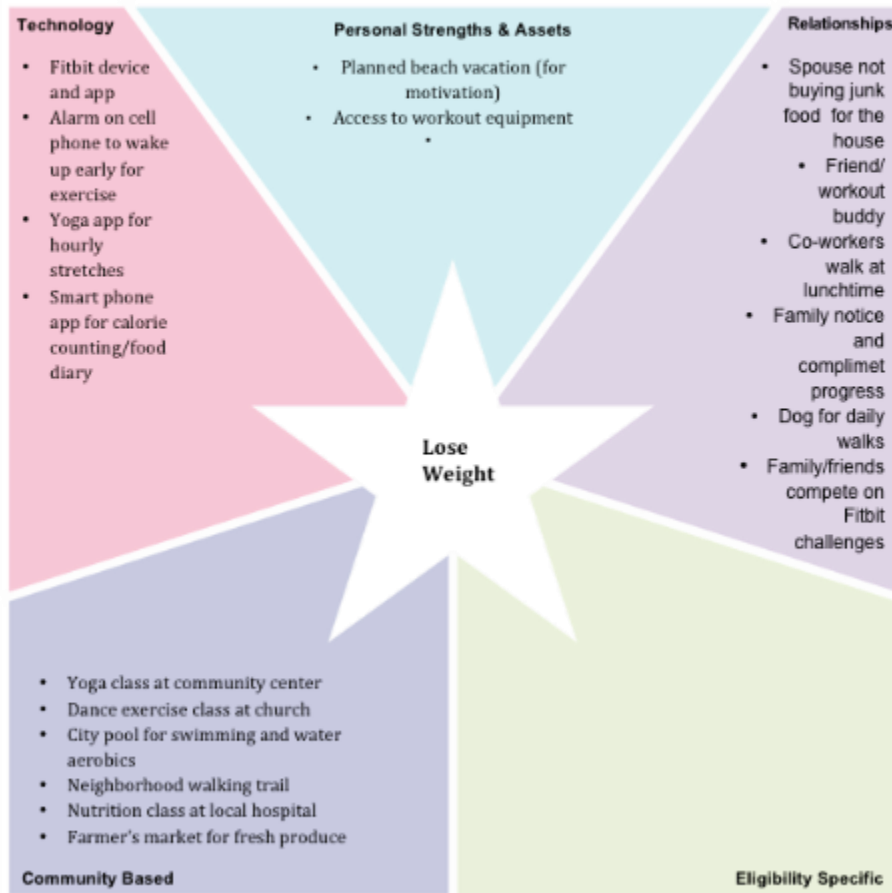 Technology
• Fitbit device
and app
• Alarm on cell
phone to wake
up early for
exercise
• Yoga app for
hourly
stretches
• Smart phone
app for calorie
counting/food
diary
Personal Strengths & Assets
• Planned beach vacation (for
motivation)
• Access to workout equipment
•
Relationships
• Spouse not
buying junk
food for the
house
• Friend/
workout
buddy
• Co-workers
walk at
lunchtime
• Family notice
and
complimet
progress
• Dog for daily
walks
• Family/friends
compete on
Fitbit
challenges
Lose
Weight
• Yoga class at community center
• Dance exercise class at church
• City pool for swimming and water
aerobics
• Neighborhood walking trail
• Nutrition class at local hospital
• Farmer's market for fresh produce
Community Based
Eligibility Specific